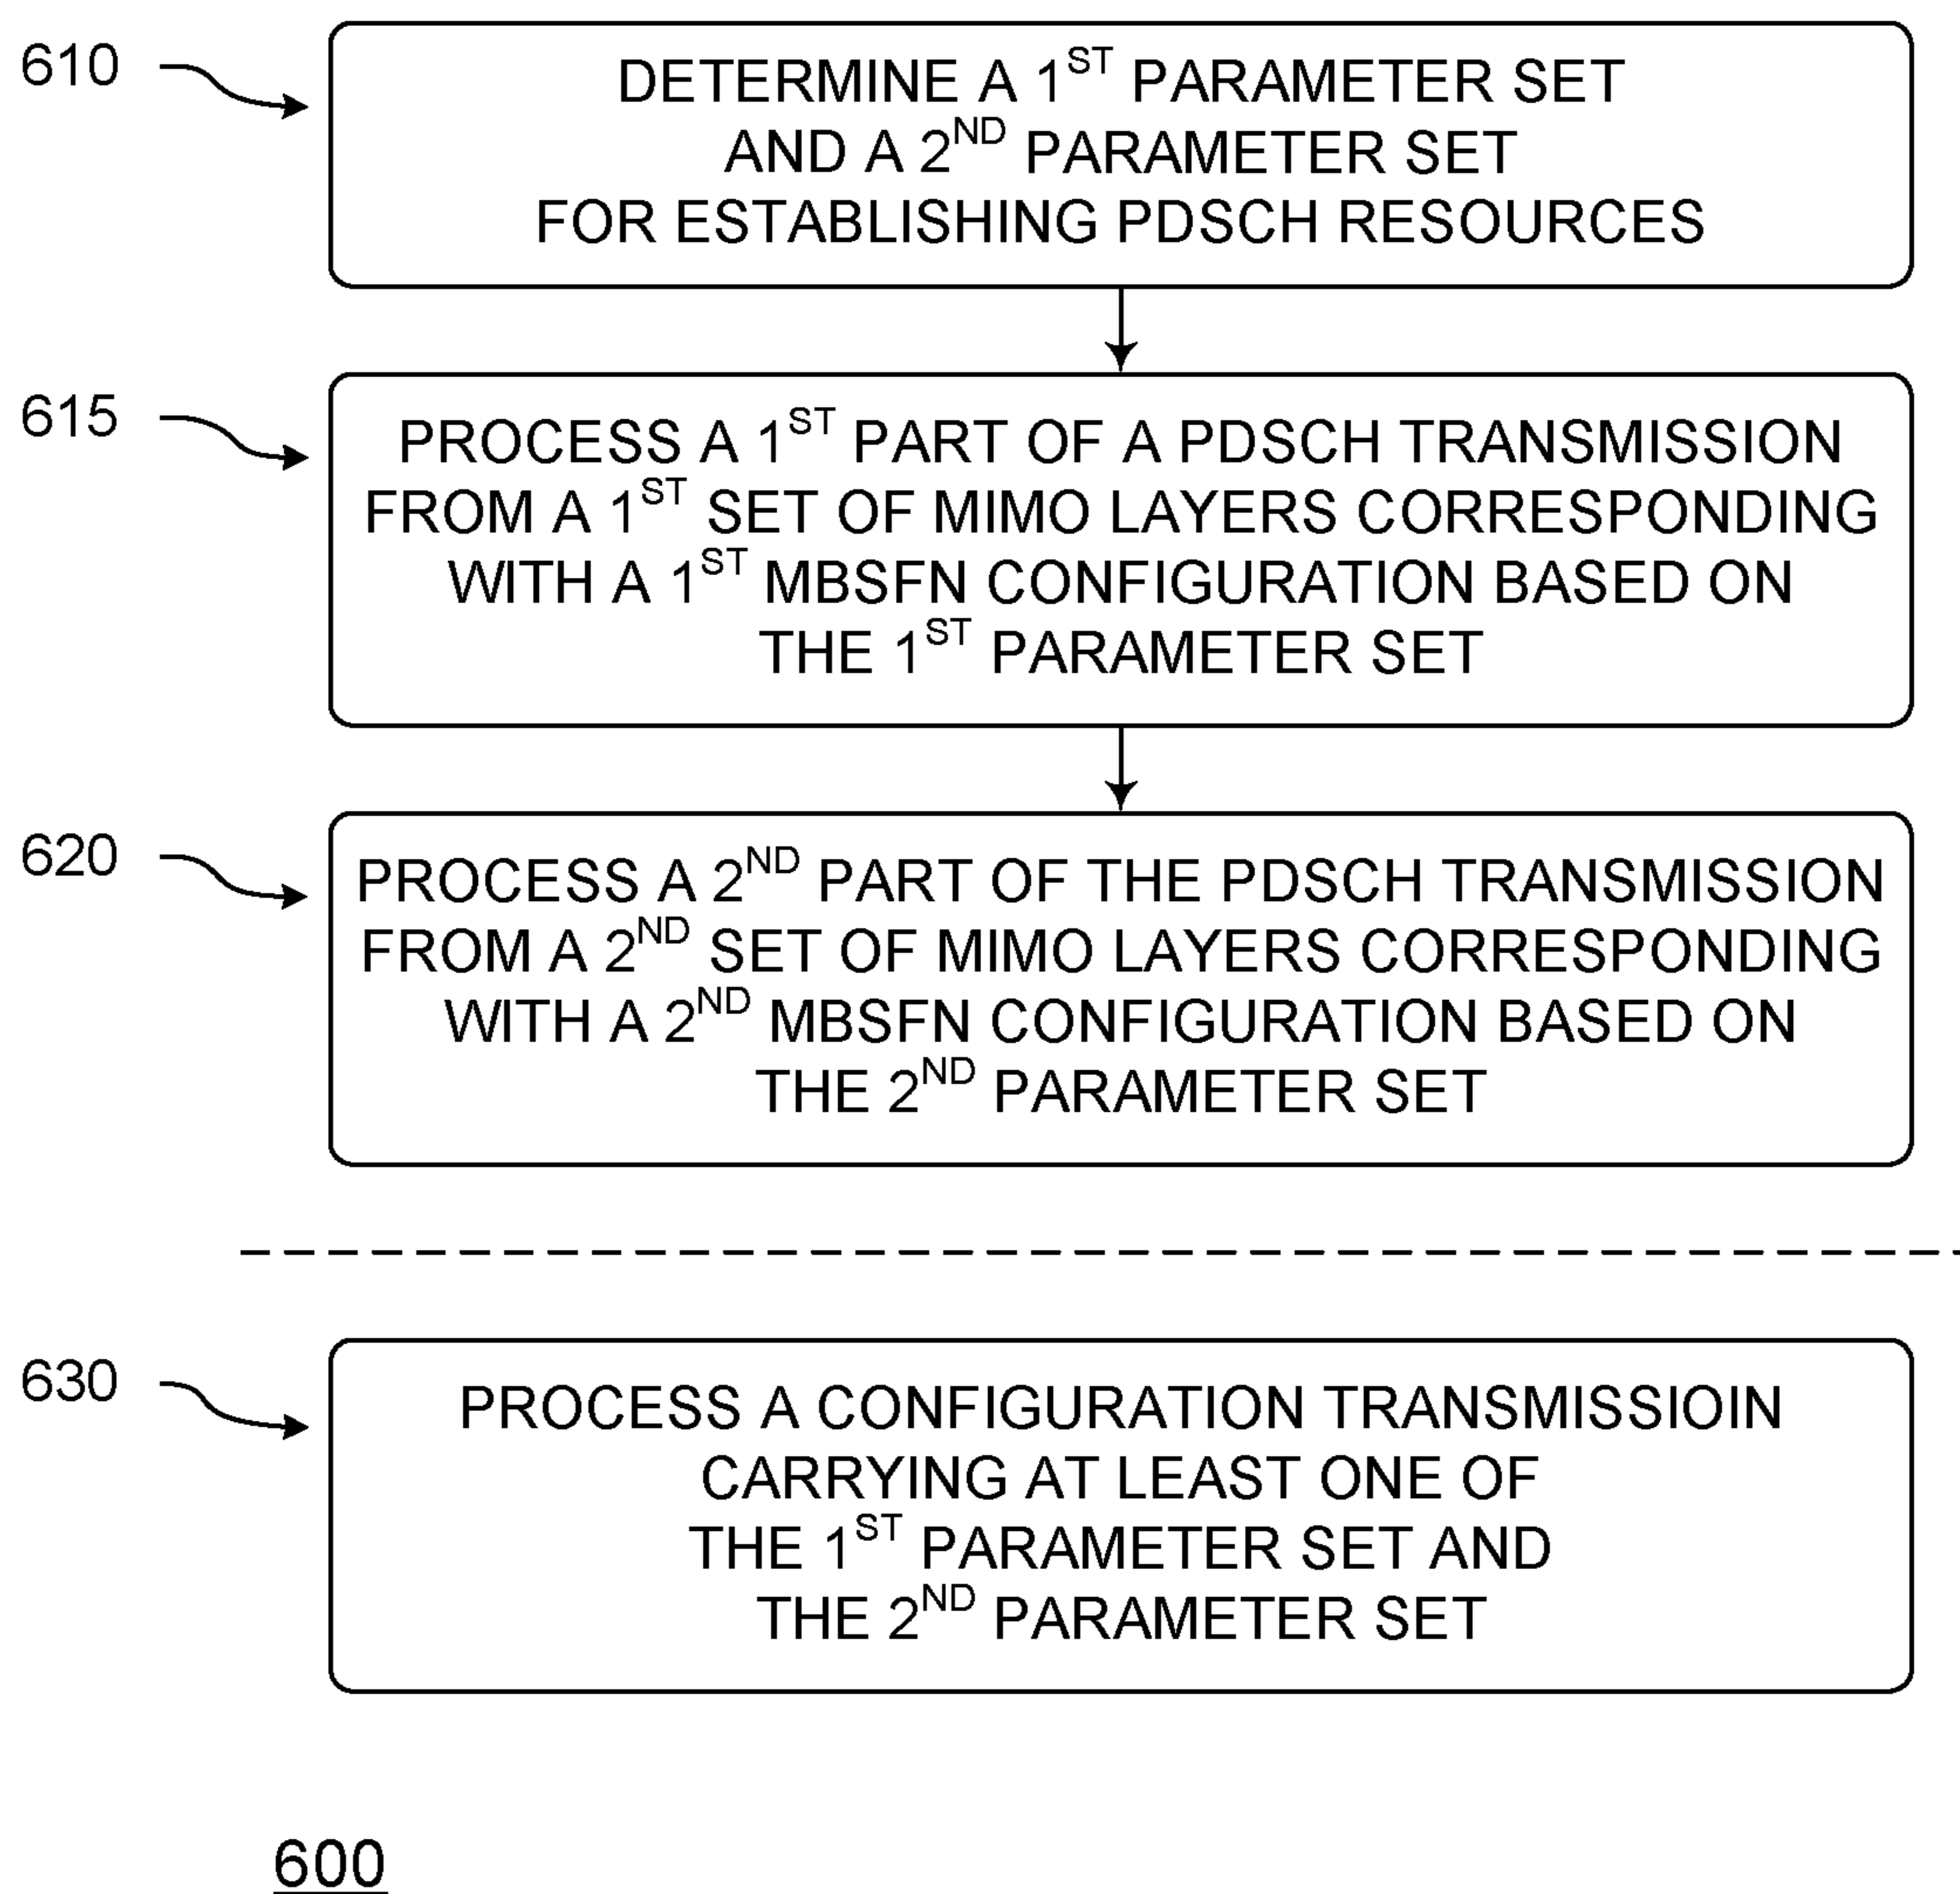 610
DETERMINE A 1ST PARAMETER SET
AND A 2ND PARAMETER SET
FOR ESTABLISHING PDSCH RESOURCES
615
PROCESS A 1ST PART OF A PDSCH TRANSMISSION
FROM A 1ST SET OF MIMO LAYERS CORRESPONDING
WITH A 1ST MBSFN CONFIGURATION BASED ON
THE 1ST PARAMETER SET
620
PROCESS A 2ND PART OF THE PDSCH TRANSMISSION
FROM A 2ND SET OF MIMO LAYERS CORRESPONDING
WITH A 2ND MBSFN CONFIGURATION BASED ON
THE 2ND PARAMETER SET
630
PROCESS A CONFIGURATION TRANSMISSIOIN
CARRYING AT LEAST ONE OF
THE 1ST PARAMETER SET AND
THE 2ND PARAMETER SET
600